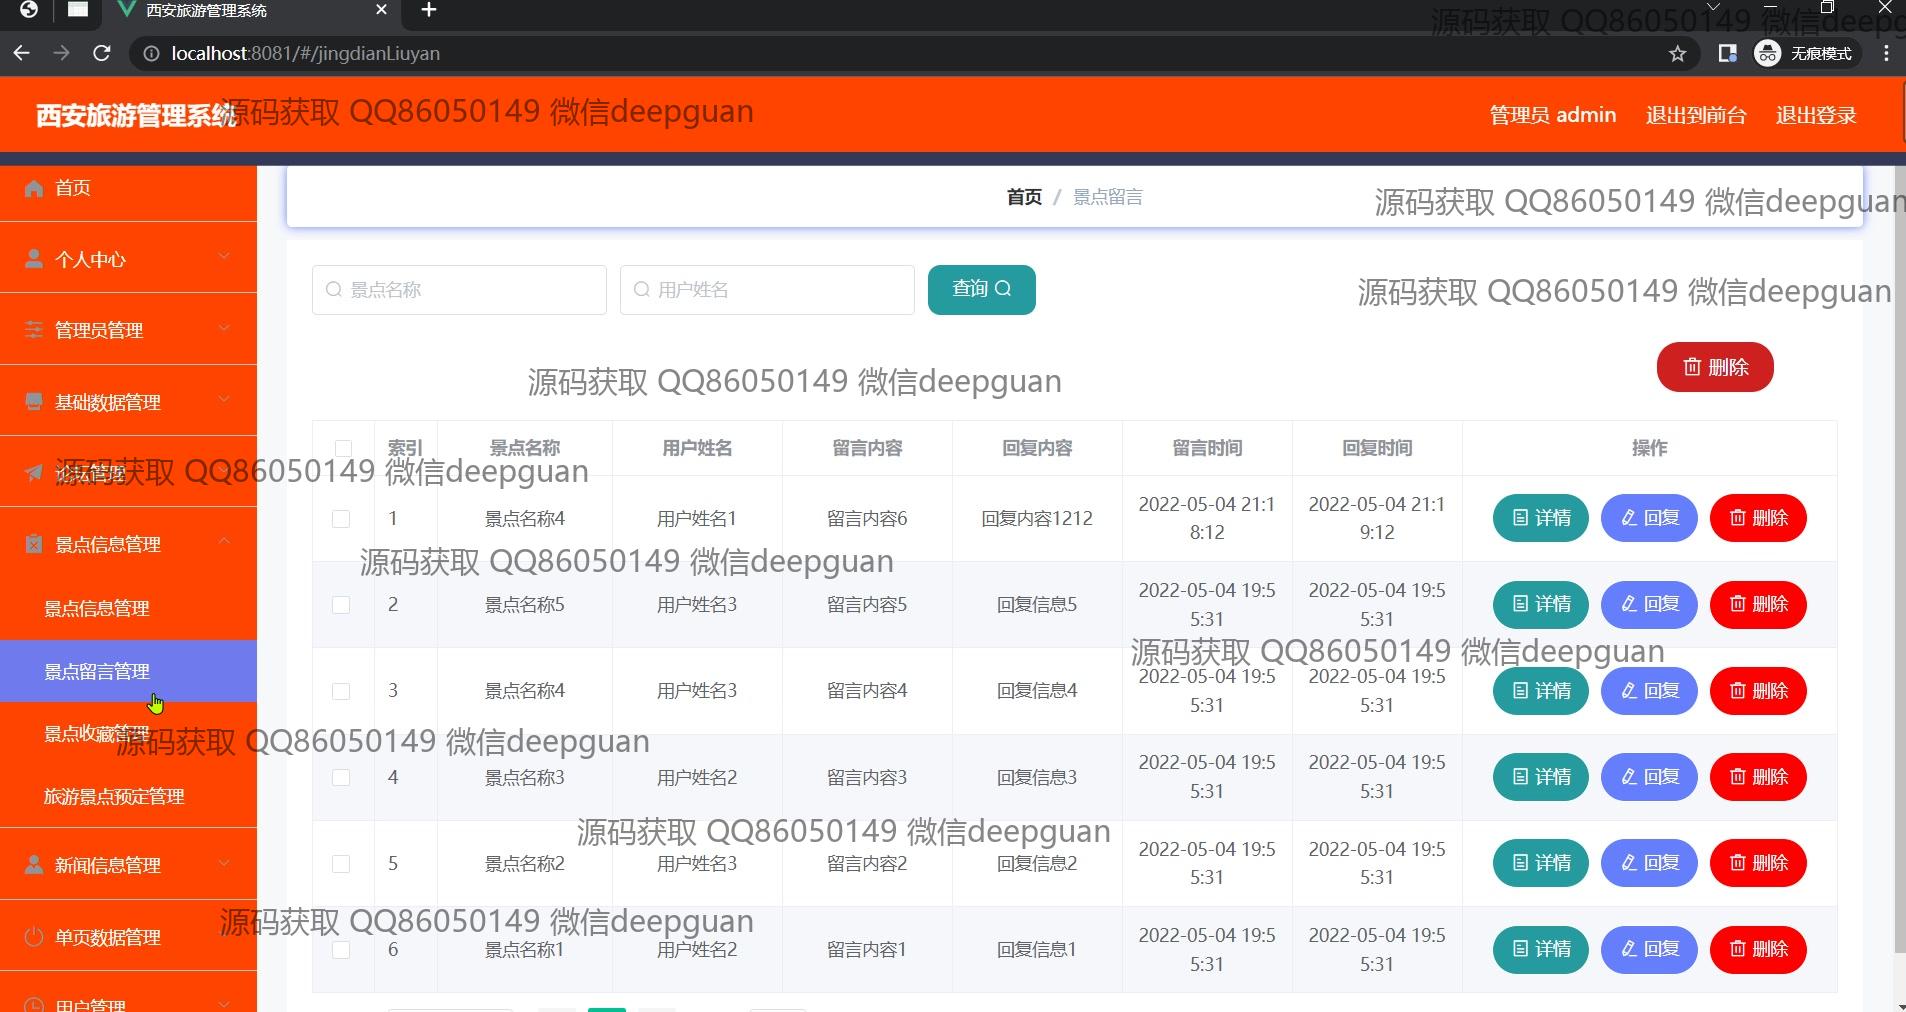 西安旅游管理系统
localhost:8081/#/jingdianLiuyan
无痕模式
源码获取 QQ86050149 微信deepg
西安旅游管理系统
源码获取 QQ86050149 微信deepguan
管理员 admin 退出到前台 退出登录
首页
个人中心
管理员管理
基础数据管理
论坛管理
景点信息管理
景点信息管理
景点留言管理
景点收藏管理
旅游景点预定管理
新闻信息管理
单页数据管理
用户管理
首页 / 景点留言
源码获取 QQ86050149 微信deepguan
景点名称 用户姓名 查询
源码获取 QQ86050149 微信deepguan
删除
源码获取 QQ86050149 微信deepguan
索引 景点名称 用户姓名 留言内容 回复内容 留言时间 回复时间 操作
源码获取 QQ86050149 微信deepguan
1 景点名称4 用户姓名1 留言内容6 回复内容1212 2022-05-04 21:18:12 2022-05-04 21:19:12 详情 回复 删除
源码获取 QQ86050149 微信deepguan
2 景点名称5 用户姓名3 留言内容5 回复信息5 2022-05-04 19:55:31 2022-05-04 19:55:31 详情 回复 删除
源码获取 QQ86050149 微信deepguan
3 景点名称4 用户姓名3 留言内容4 回复信息4 2022-05-04 19:55:31 2022-05-04 19:55:31 详情 回复 删除
源码获取 QQ86050149 微信deepguan
4 景点名称3 用户姓名2 留言内容3 回复信息3 2022-05-04 19:55:31 2022-05-04 19:55:31 详情 回复 删除
源码获取 QQ86050149 微信deepguan
5 景点名称2 用户姓名3 留言内容2 回复信息2 2022-05-04 19:55:31 2022-05-04 19:55:31 详情 回复 删除
源码获取 QQ86050149 微信deepguan
6 景点名称1 用户姓名2 留言内容1 回复信息1 2022-05-04 19:55:31 2022-05-04 19:55:31 详情 回复 删除